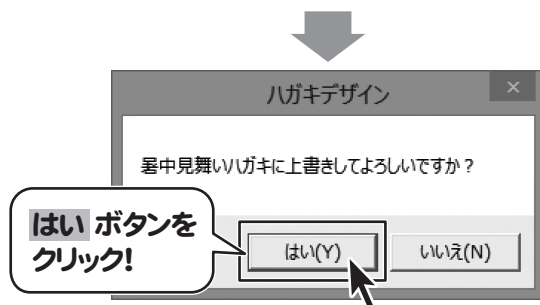 ハガキデザイン
暑中見舞いハガキに上書きしてよろしいですか？
はい ボタンを
クリック！
はい(Y)
いいえ(N)